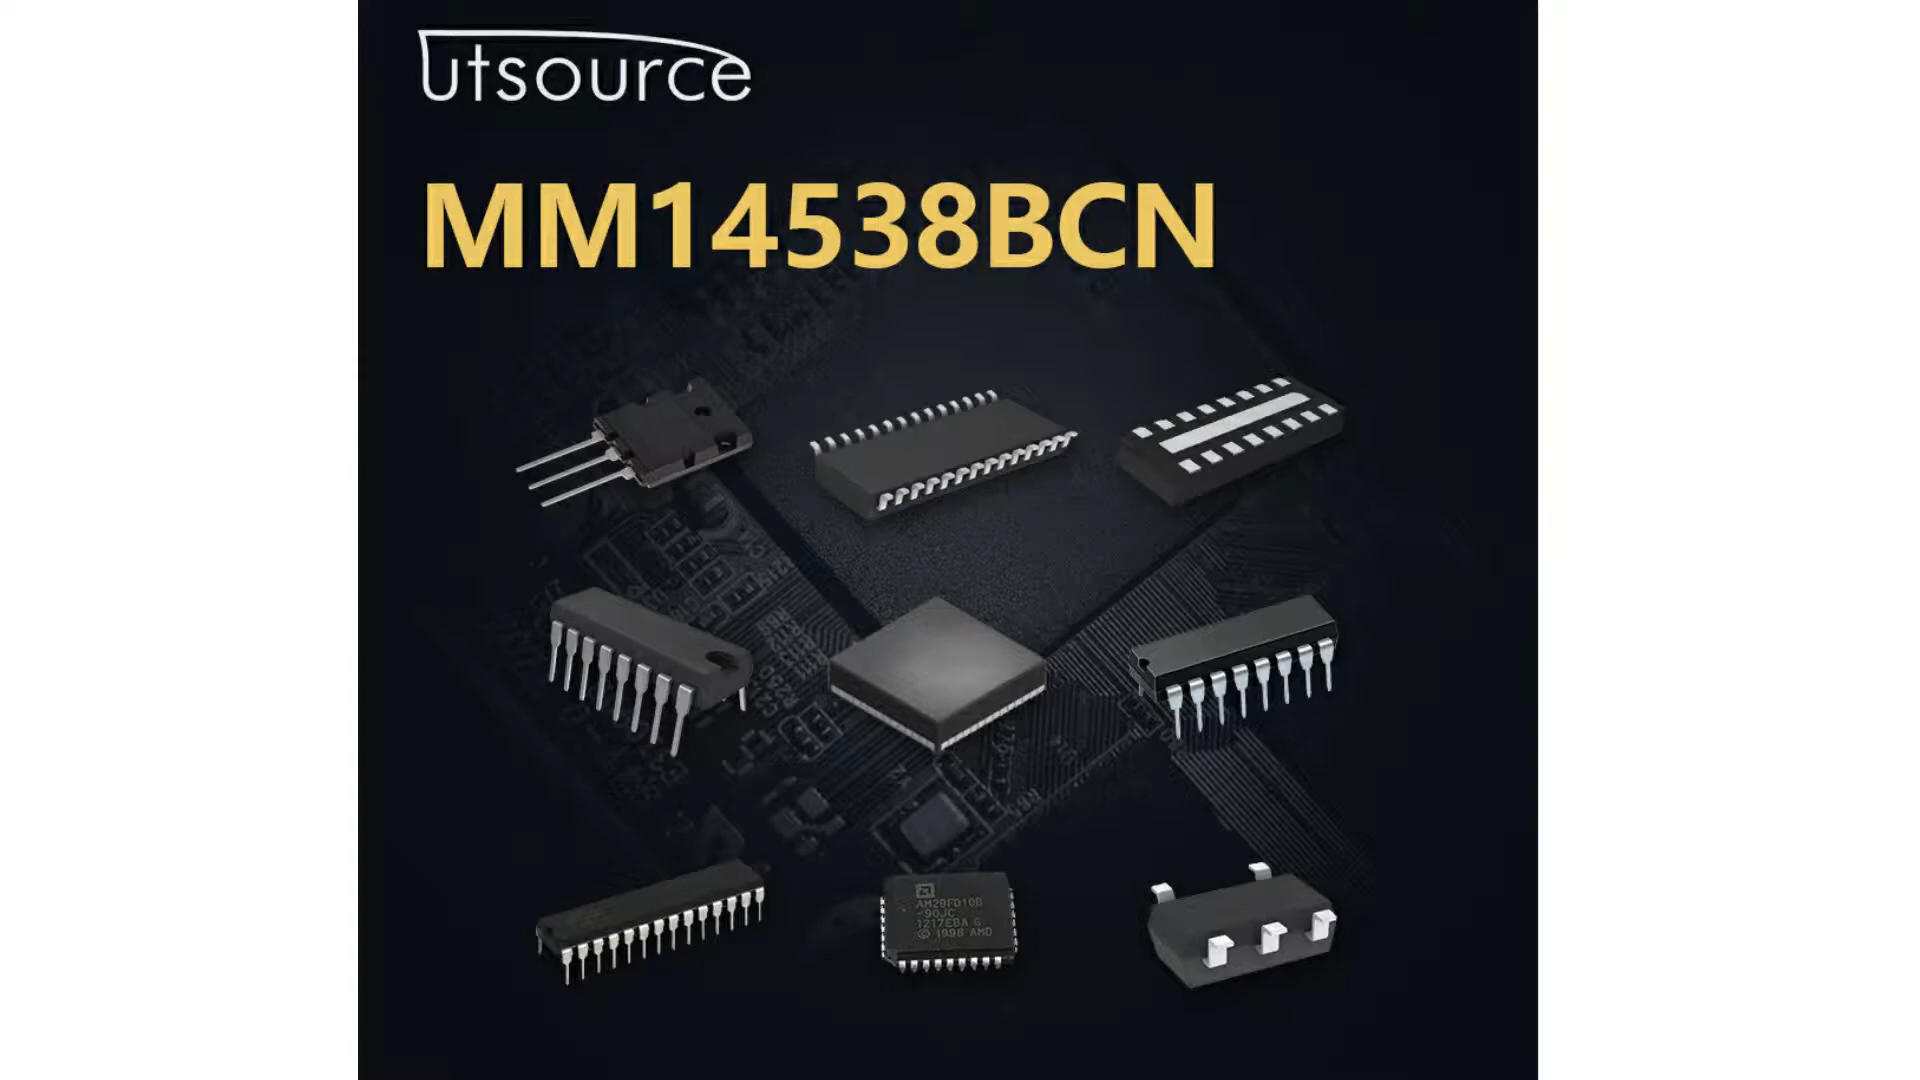 Utsource
MM14538BCN
AM29F010B
-90JC
1217EBA G
© 1998 AMD